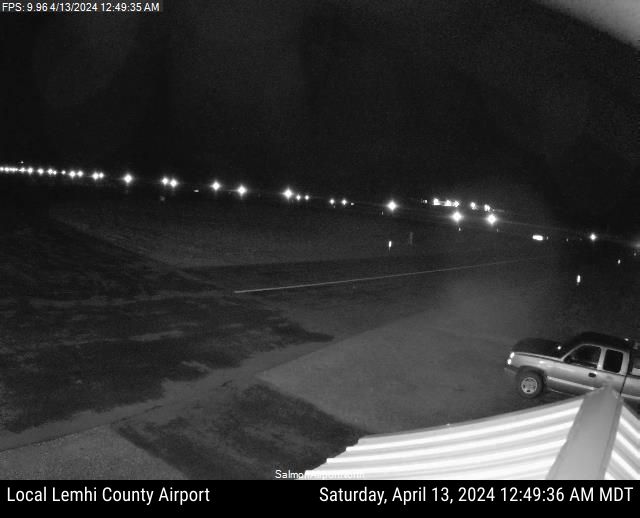 FPS: 9.96 4/13/2024 12:49:35 AM
Local Lemhi County Airport
Saturday, April 13, 2024 12:49:36 AM MDT